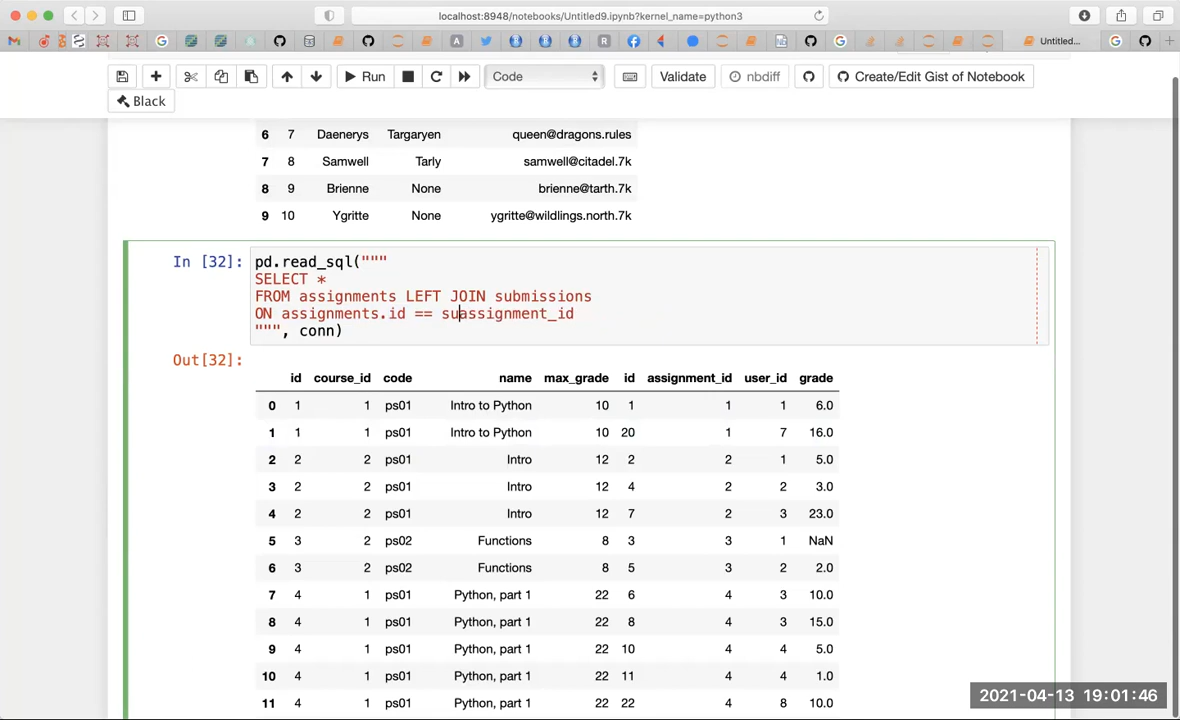 localhost:8948/notebooks/Untitled9.ipynb?kernel_name=python3
Untitled...
Run
Code
Validate
nbdiff
Create/Edit Gist of Notebook
Black
6 7 Daenerys Targaryen queen@dragons.rules
7 8 Samwell Tarly samwell@citadel.7k
8 9 Brienne None brienne@tarth.7k
9 10 Ygritte None ygritte@wildlings.north.7k
In [32]: pd.read_sql("""
SELECT *
FROM assignments LEFT JOIN submissions
ON assignments.id == suassignment_id
""", conn)
Out[32]:
id course_id code name max_grade id assignment_id user_id grade
0 1 1 ps01 Intro to Python 10 1 1 1 6.0
1 1 1 ps01 Intro to Python 10 20 1 7 16.0
2 2 2 ps01 Intro 12 2 2 1 5.0
3 2 2 ps01 Intro 12 4 2 2 3.0
4 2 2 ps01 Intro 12 7 2 3 23.0
5 3 2 ps02 Functions 8 3 3 1 NaN
6 3 2 ps02 Functions 8 5 3 2 2.0
7 4 1 ps01 Python, part 1 22 6 4 3 10.0
8 4 1 ps01 Python, part 1 22 8 4 3 15.0
9 4 1 ps01 Python, part 1 22 10 4 4 5.0
10 4 1 ps01 Python, part 1 22 11 4 4 1.0
11 4 1 ps01 Python, part 1 22 22 4 8 10.0
2021-04-13 19:01:46